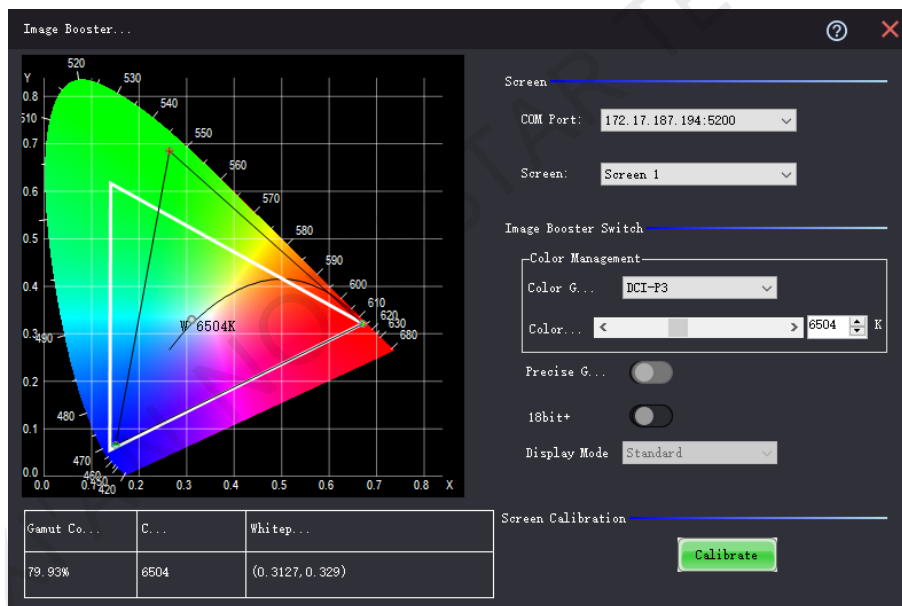 Image Booster...
520
530
Y
0.8
540
510
550
0.7
560
0.6
570
0.5
580
590
0.4
600
610
W 6504K
620
630
0.3
490
680
0.2
480
0.1
470
460
450
420
0.0
0.0 0.1 0.2 0.3 0.4 0.5 0.6 0.7 0.8 X
Gamut Co... C... Whitep...
79.93% 6504 (0.3127,0.329)
Screen
COM Port: 172.17.187.194:5200
Screen: Screen 1
Image Booster Switch
Color Management
Color G... DCI-P3
Color... 6504 K
Precise G...
18bit+
Display Mode Standard
Screen Calibration
Calibrate